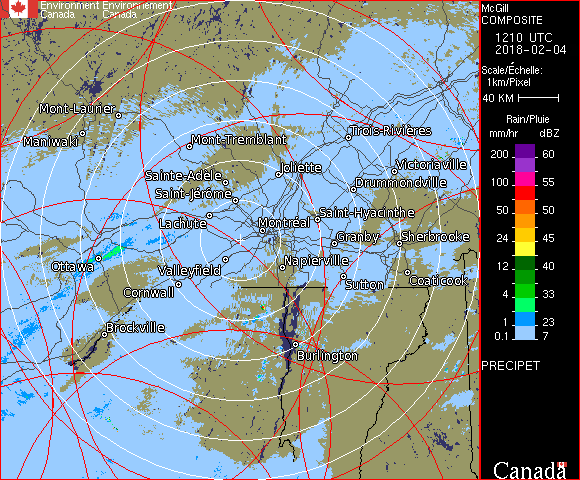 Environment Environnement
Canada Canada
McGill
COMPOSITE
1210 UTC
2018-02-04
Scale/Échelle:
1km/Pixel
40 KM
Rain/Pluie
mm/hr dBZ
200 60
100 55
50 50
24 45
12 40
4 33
1 23
0.1 7
PRECIPET
Canada
Mont-Laurier
Maniwaki
Mont-Tremblant
Trois-Rivières
Sainte-Adèle
Joliette
Victoriaville
Saint-Jérôme
Drummondville
Lachute
Montréal
Saint-Hyacinthe
Granby
Sherbrooke
Ottawa
Valleyfield
Napierville
Cornwall
Sutton
Coaticook
Brockville
Burlington